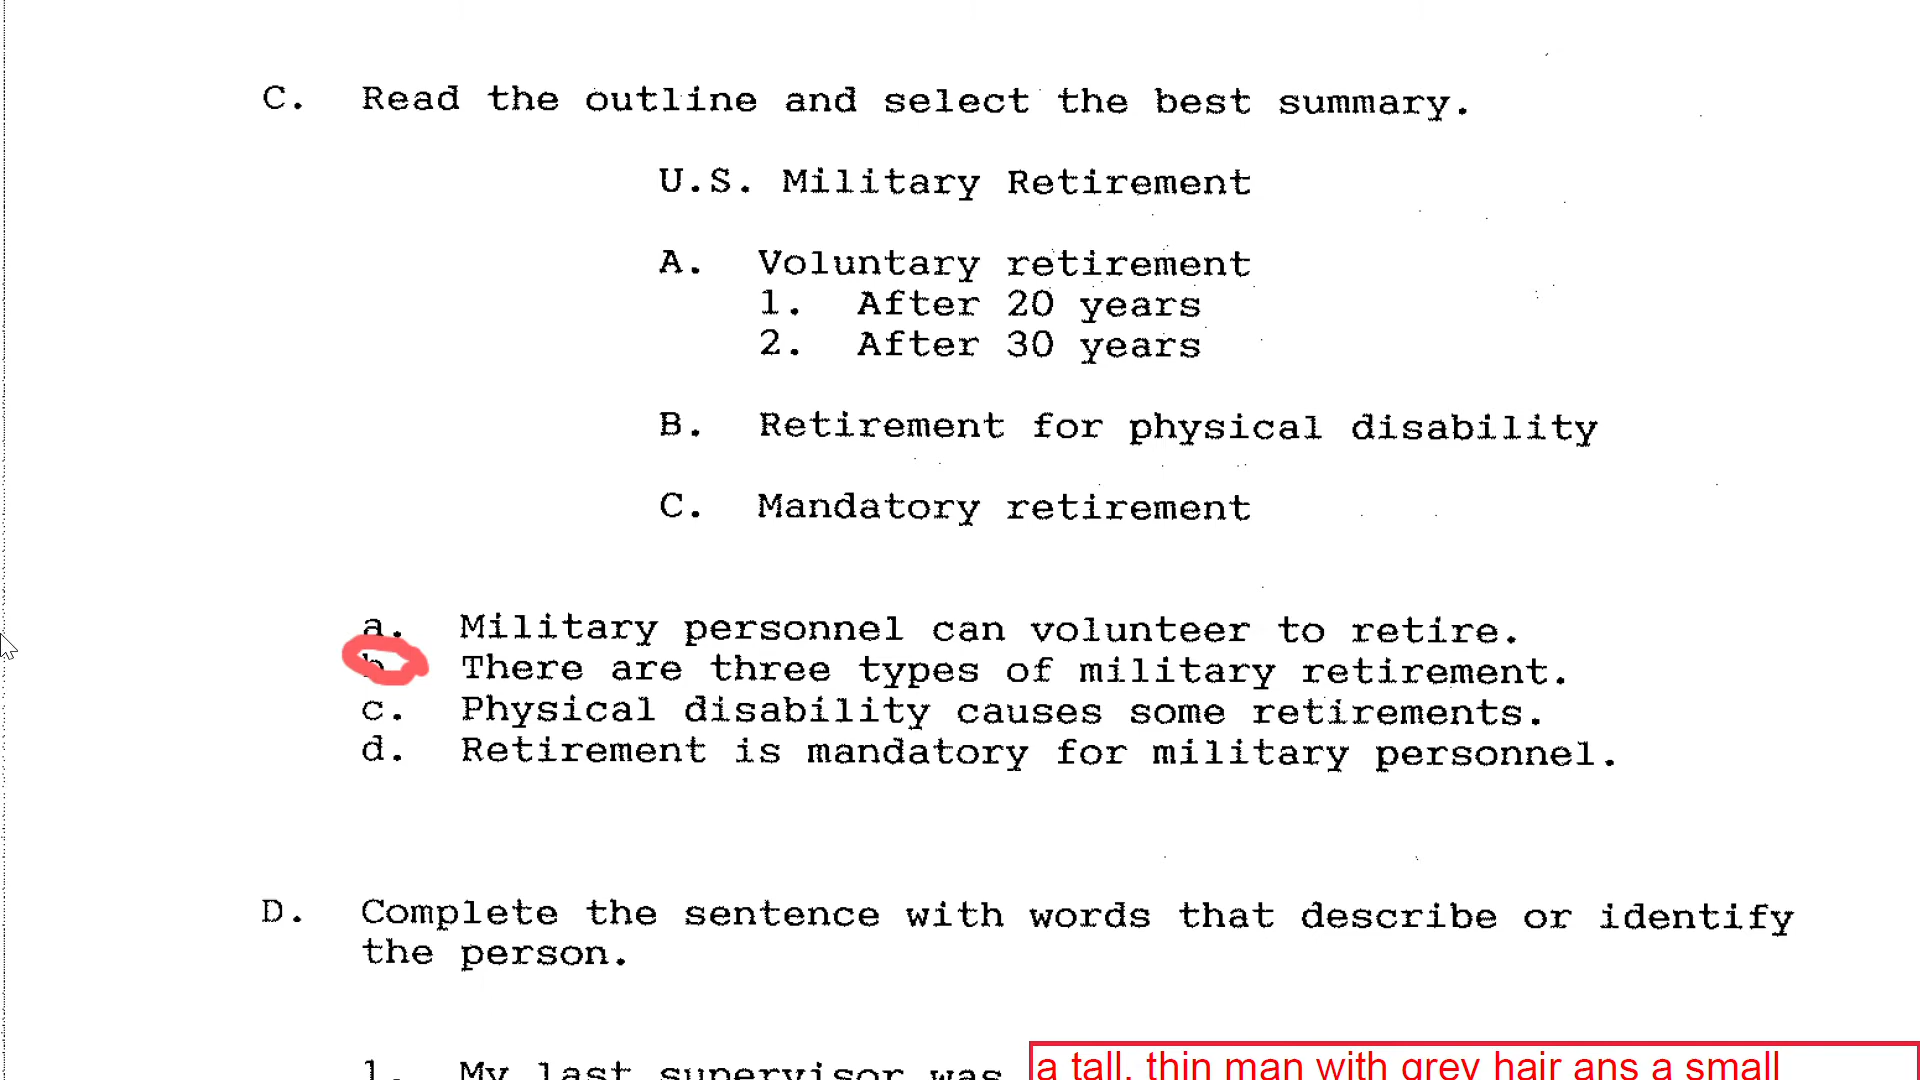 C. Read the outline and select the best summary.
U.S. Military Retirement
A. Voluntary retirement
1. After 20 years
2. After 30 years
B. Retirement for physical disability
C. Mandatory retirement
a. Military personnel can volunteer to retire.
b There are three types of military retirement.
c. Physical disability causes some retirements.
d. Retirement is mandatory for military personnel.
D. Complete the sentence with words that describe or identify
the person.
1. My last supervisor was a tall, thin man with grey hair ans a small